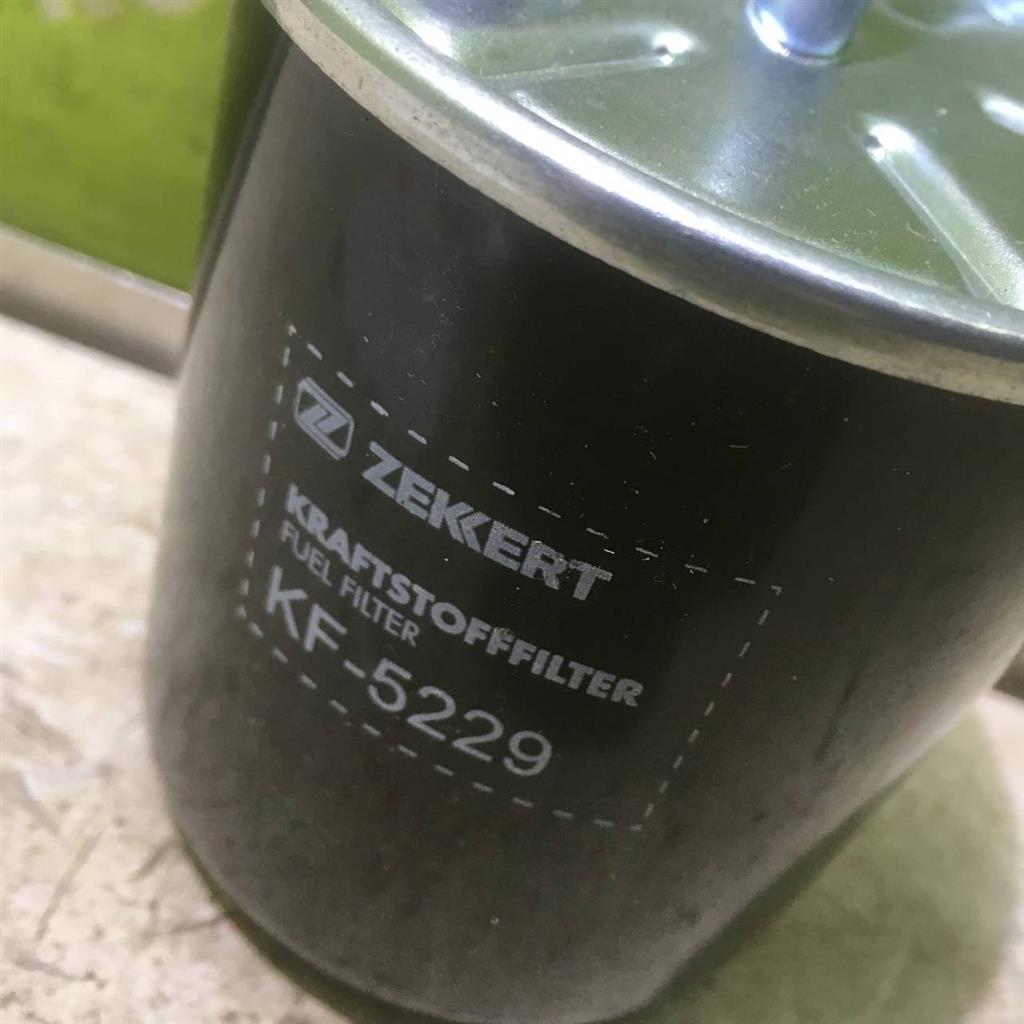 ZEKKERT
KRAFTSTOFFFILTER
FUEL FILTER
KF-5229